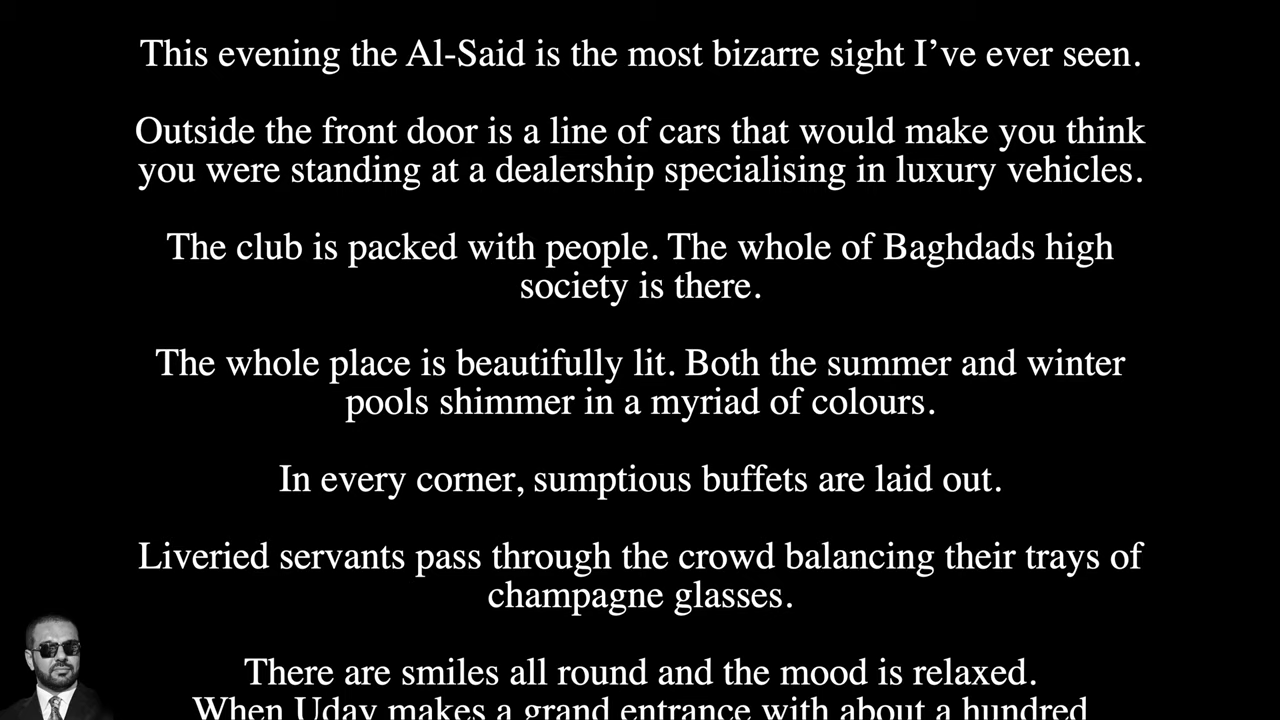 This evening the Al-Said is the most bizarre sight I’ve ever seen.
Outside the front door is a line of cars that would make you think
you were standing at a dealership specialising in luxury vehicles.
The club is packed with people. The whole of Baghdads high
society is there.
The whole place is beautifully lit. Both the summer and winter
pools shimmer in a myriad of colours.
In every corner, sumptious buffets are laid out.
Liveried servants pass through the crowd balancing their trays of
champagne glasses.
There are smiles all round and the mood is relaxed.
When Uday makes a grand entrance with about a hundred